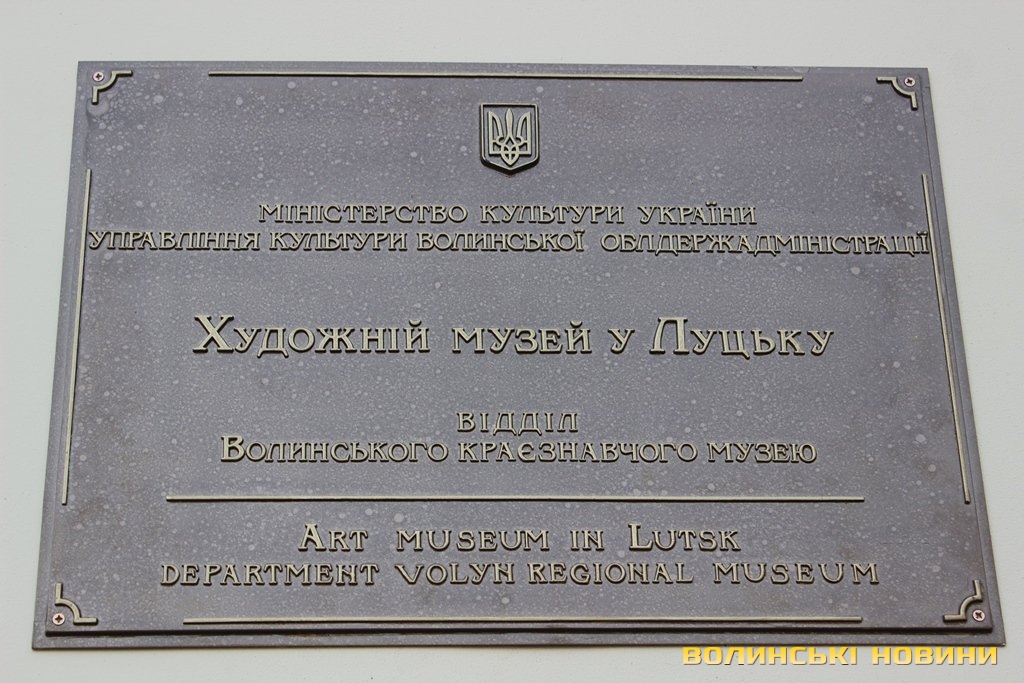 МІНІСТЕРСТВО КУЛЬТУРИ УКРАЇНИ
УПРАВЛІННЯ КУЛЬТУРИ ВОЛИНСЬКОЇ ОБЛДЕРЖАДМІНІСТРАЦІЇ
ХУДОЖНІЙ МУЗЕЙ У ЛУЦЬКУ
ВІДДІЛ
ВОЛИНСЬКОГО КРАЄЗНАВЧОГО МУЗЕЮ
ART MUSEUM IN LUTSK
DEPARTMENT VOLYN REGIONAL MUSEUM
ВОЛИНСЬКІ НОВИНИ